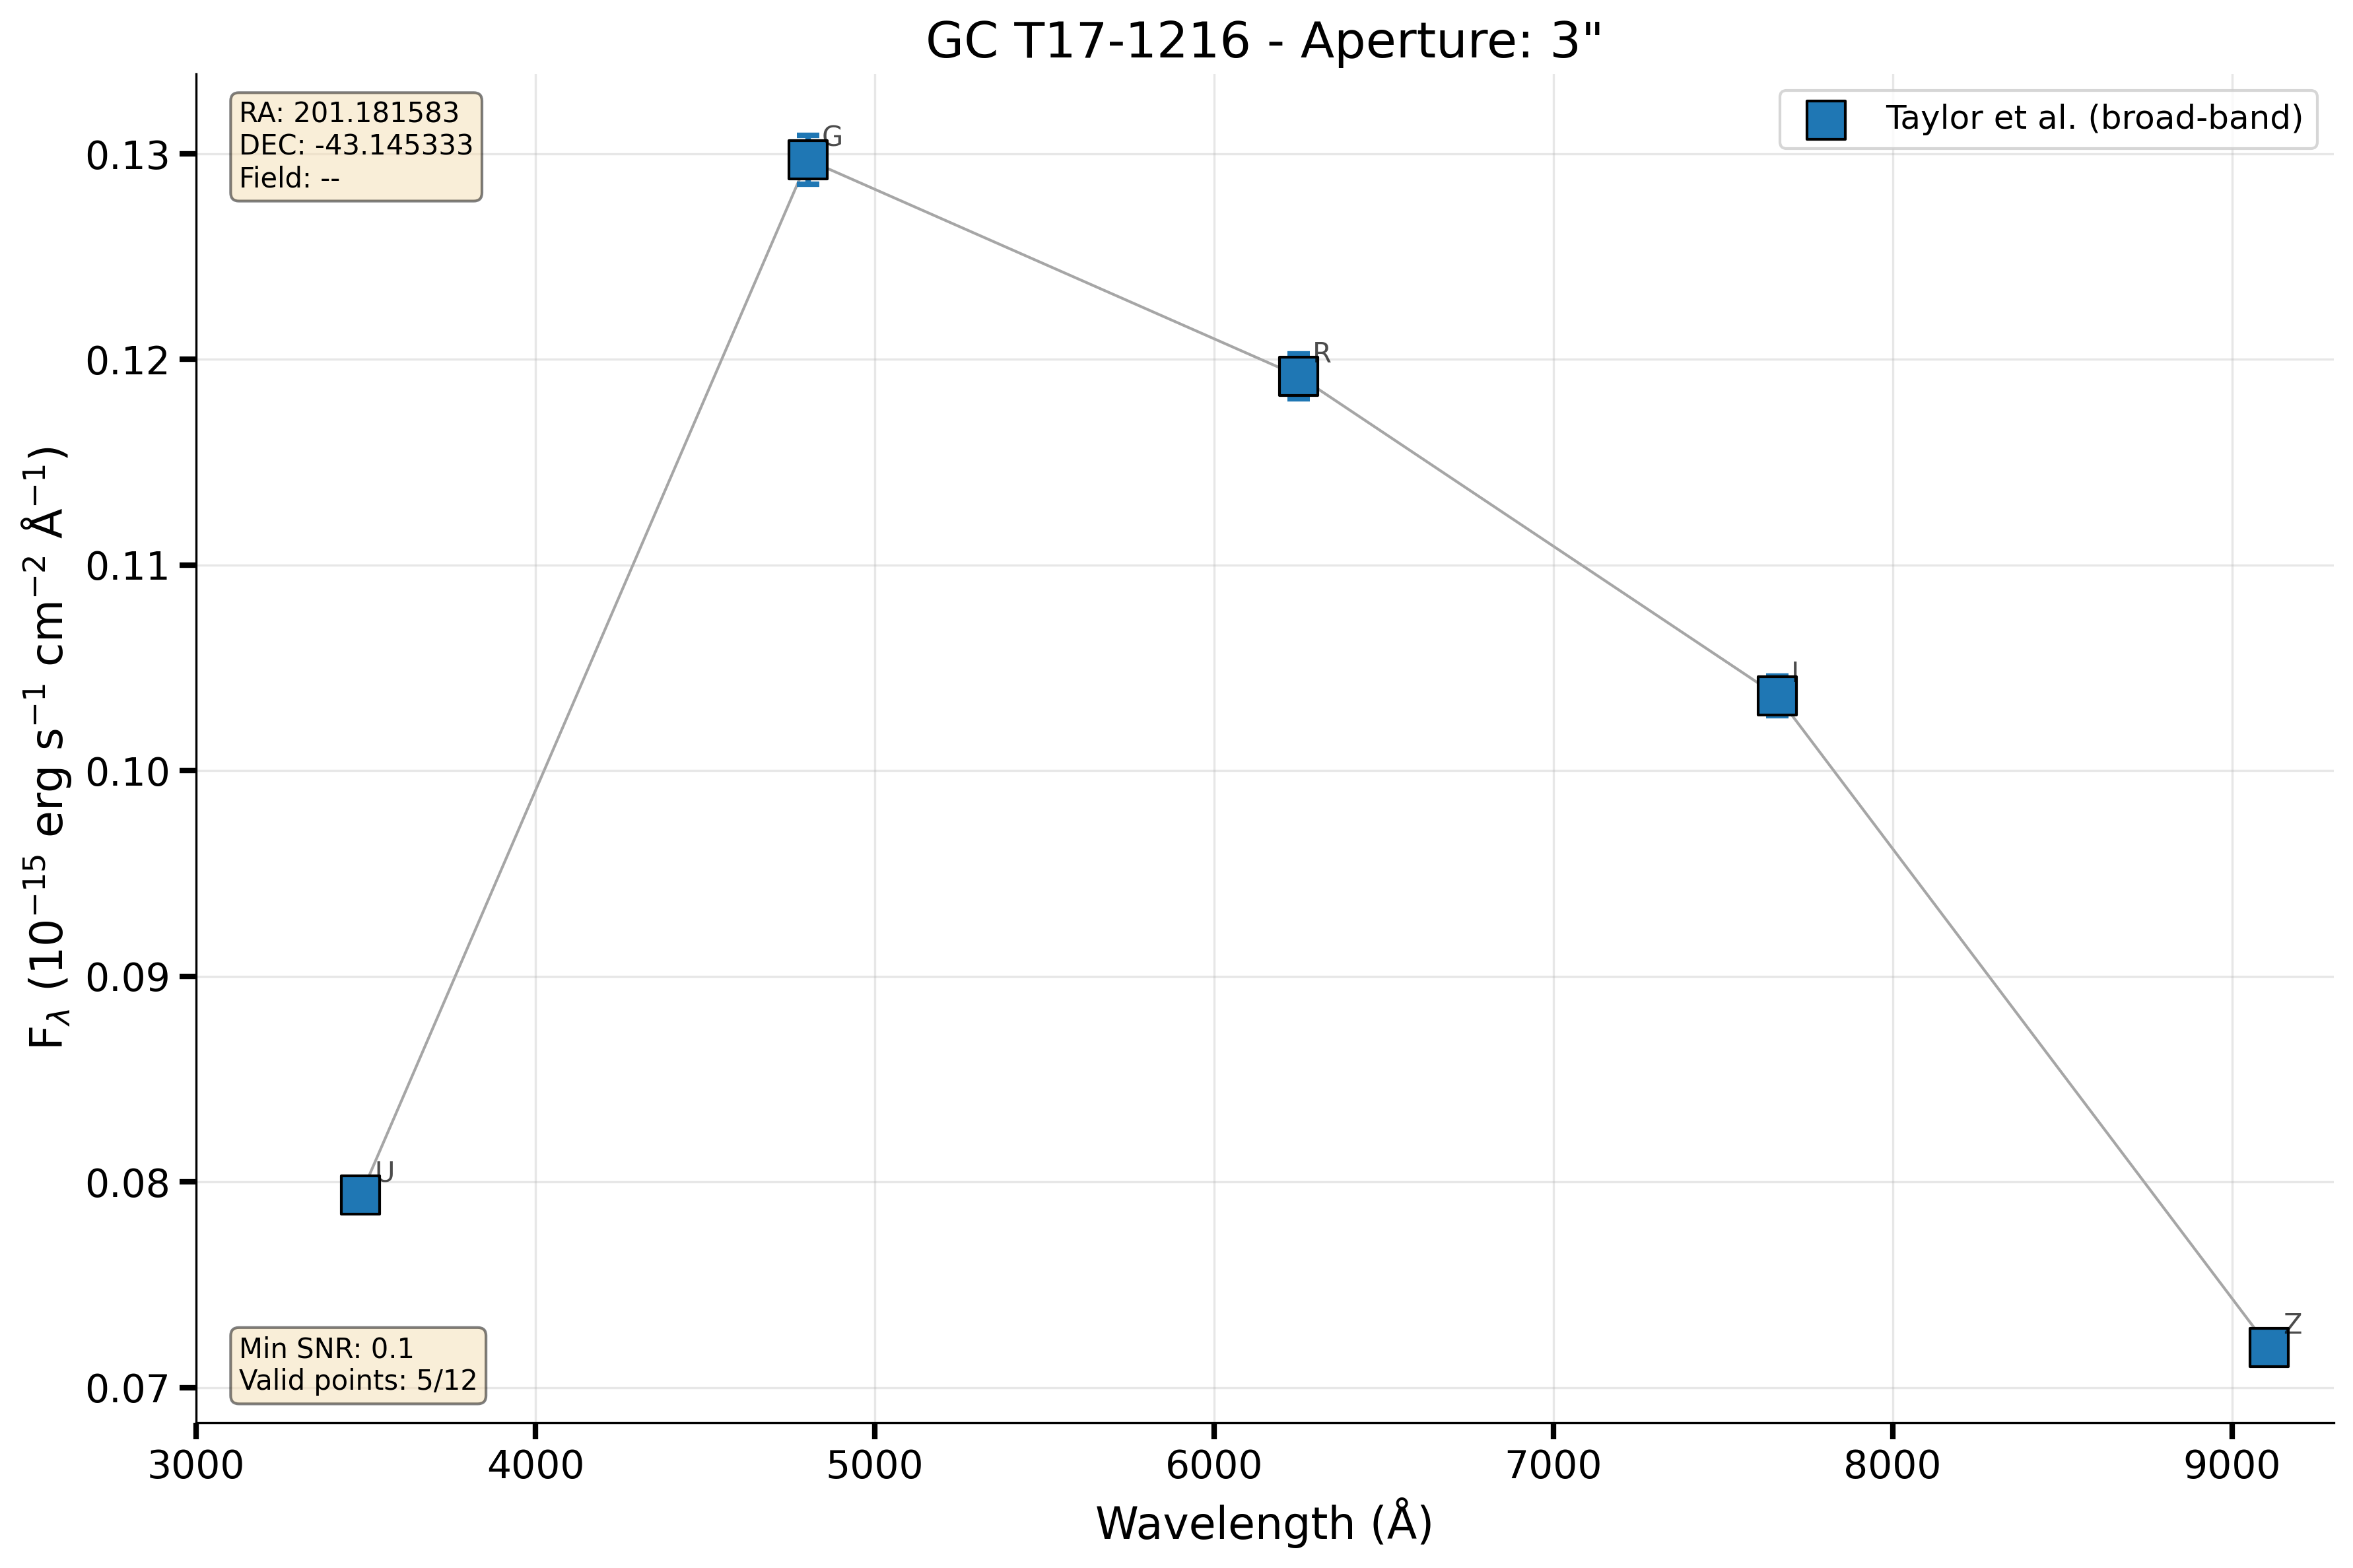 GC T17-1216 - Aperture: 3"
RA: 201.181583
DEC: -43.145333
Field: --
Taylor et al. (broad-band)
G
R
I
U
Z
Min SNR: 0.1
Valid points: 5/12
0.13
0.12
0.11
0.10
0.09
0.08
0.07
F_λ (10⁻¹⁵ erg s⁻¹ cm⁻² Å⁻¹)
3000 4000 5000 6000 7000 8000 9000
Wavelength (Å)